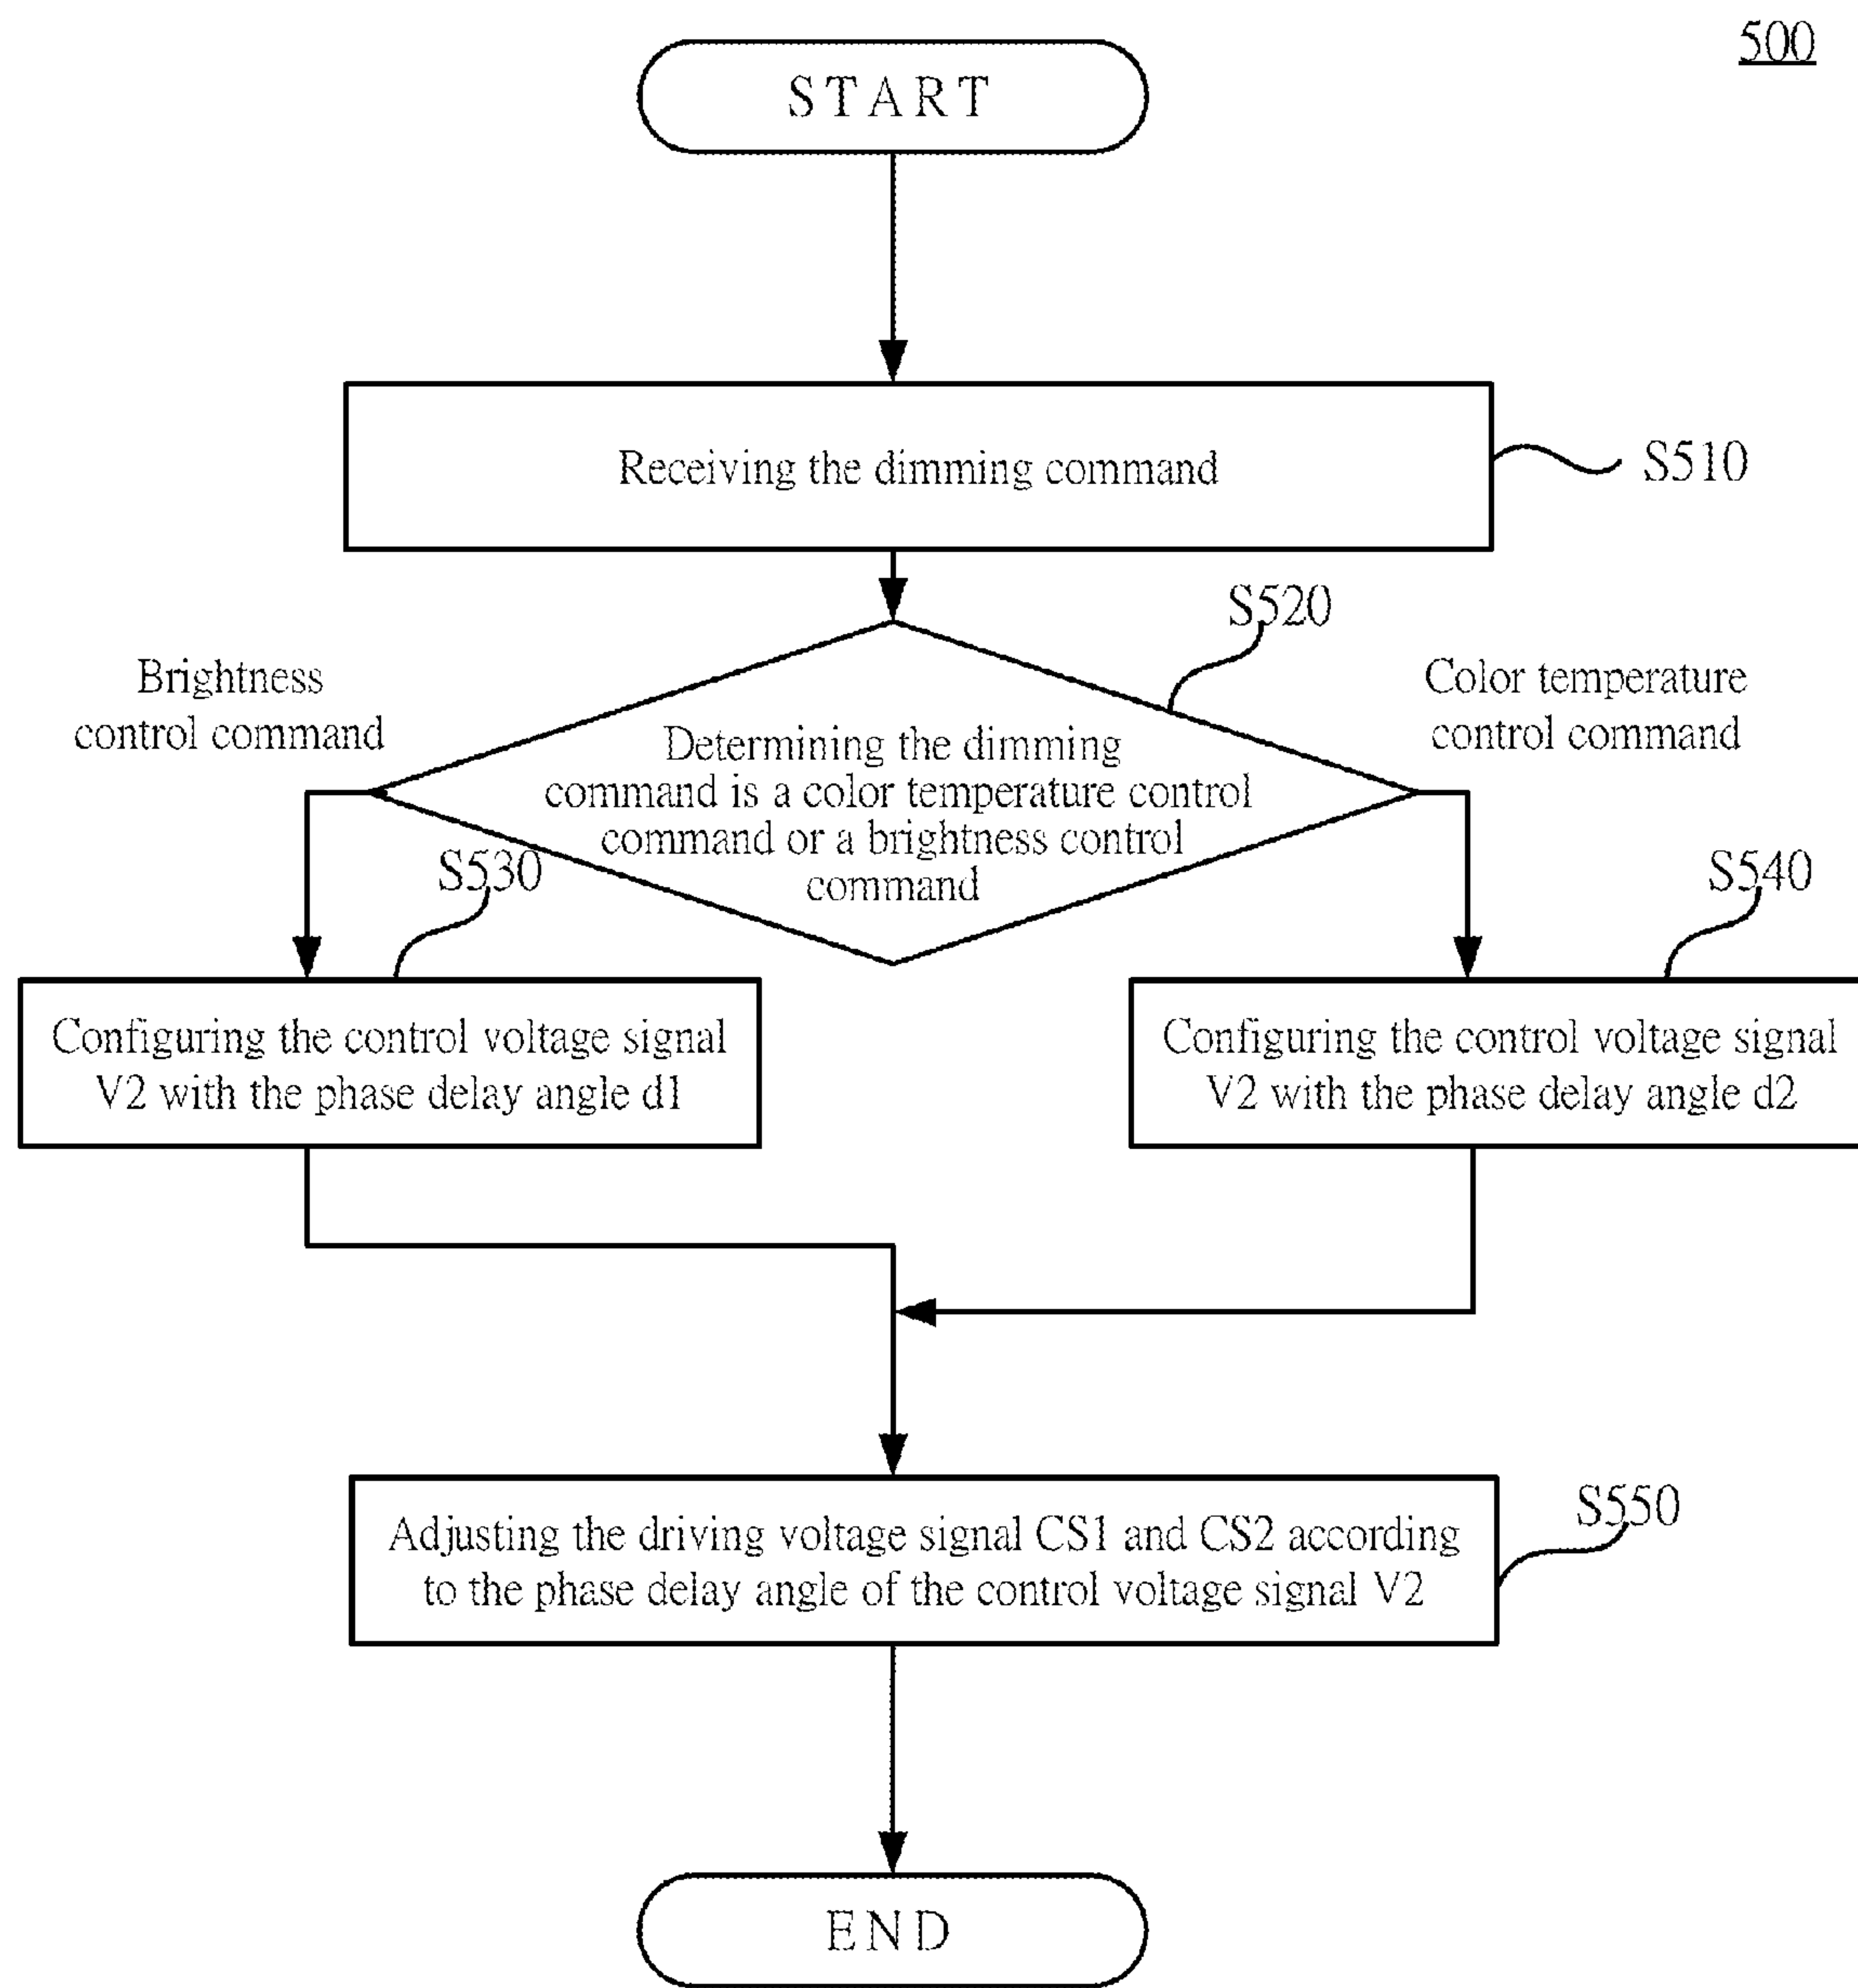 500
START
Receiving the dimming command
S510
S520
Brightness
control command
Color temperature
control command
Determining the dimming
command is a color temperature control
command or a brightness control
command
S530
S540
Configuring the control voltage signal
V2 with the phase delay angle d1
Configuring the control voltage signal
V2 with the phase delay angle d2
Adjusting the driving voltage signal CS1 and CS2 according
to the phase delay angle of the control voltage signal V2
S550
END